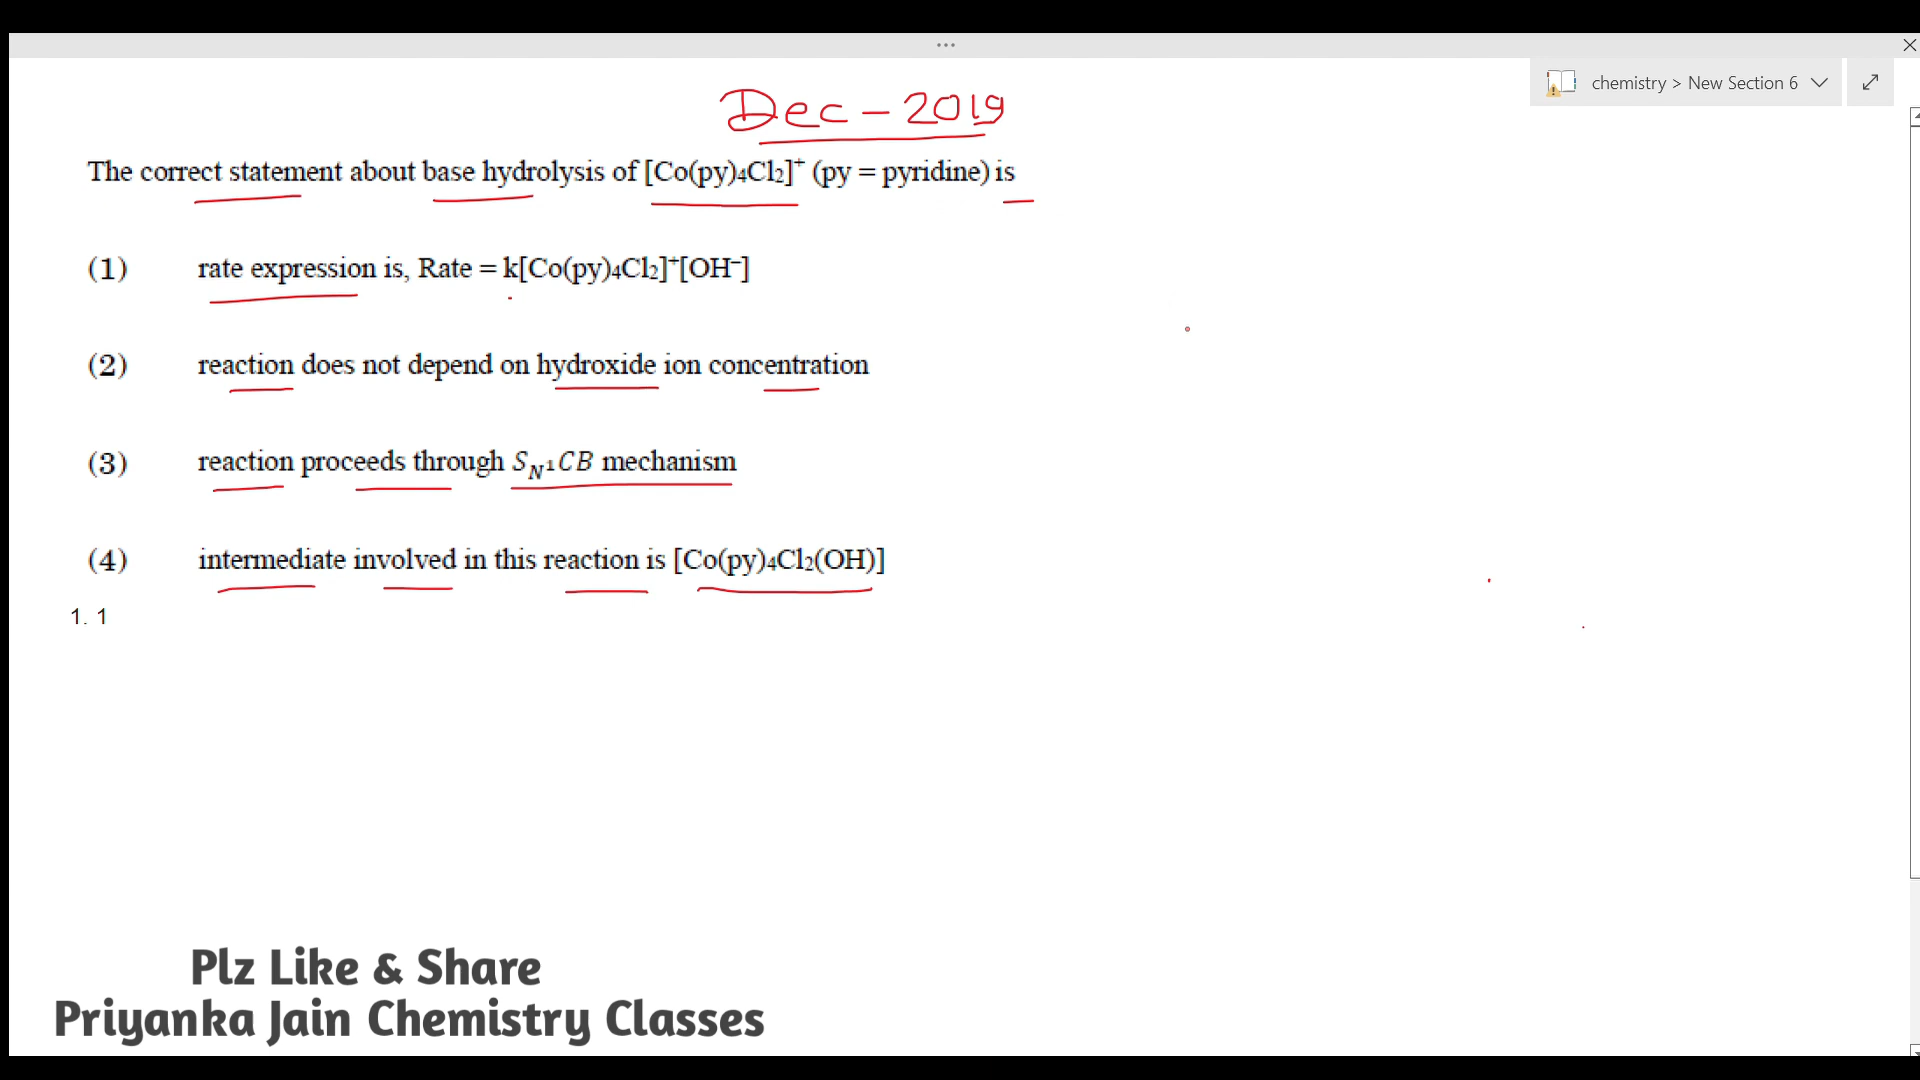 chemistry > New Section 6
Dec - 2019
The correct statement about base hydrolysis of [Co(py)₄Cl₂]⁺ (py = pyridine) is
(1) rate expression is, Rate = k[Co(py)₄Cl₂]⁺[OH⁻]
(2) reaction does not depend on hydroxide ion concentration
(3) reaction proceeds through S_N¹CB mechanism
(4) intermediate involved in this reaction is [Co(py)₄Cl₂(OH)]
1. 1
Plz Like & Share
Priyanka Jain Chemistry Classes